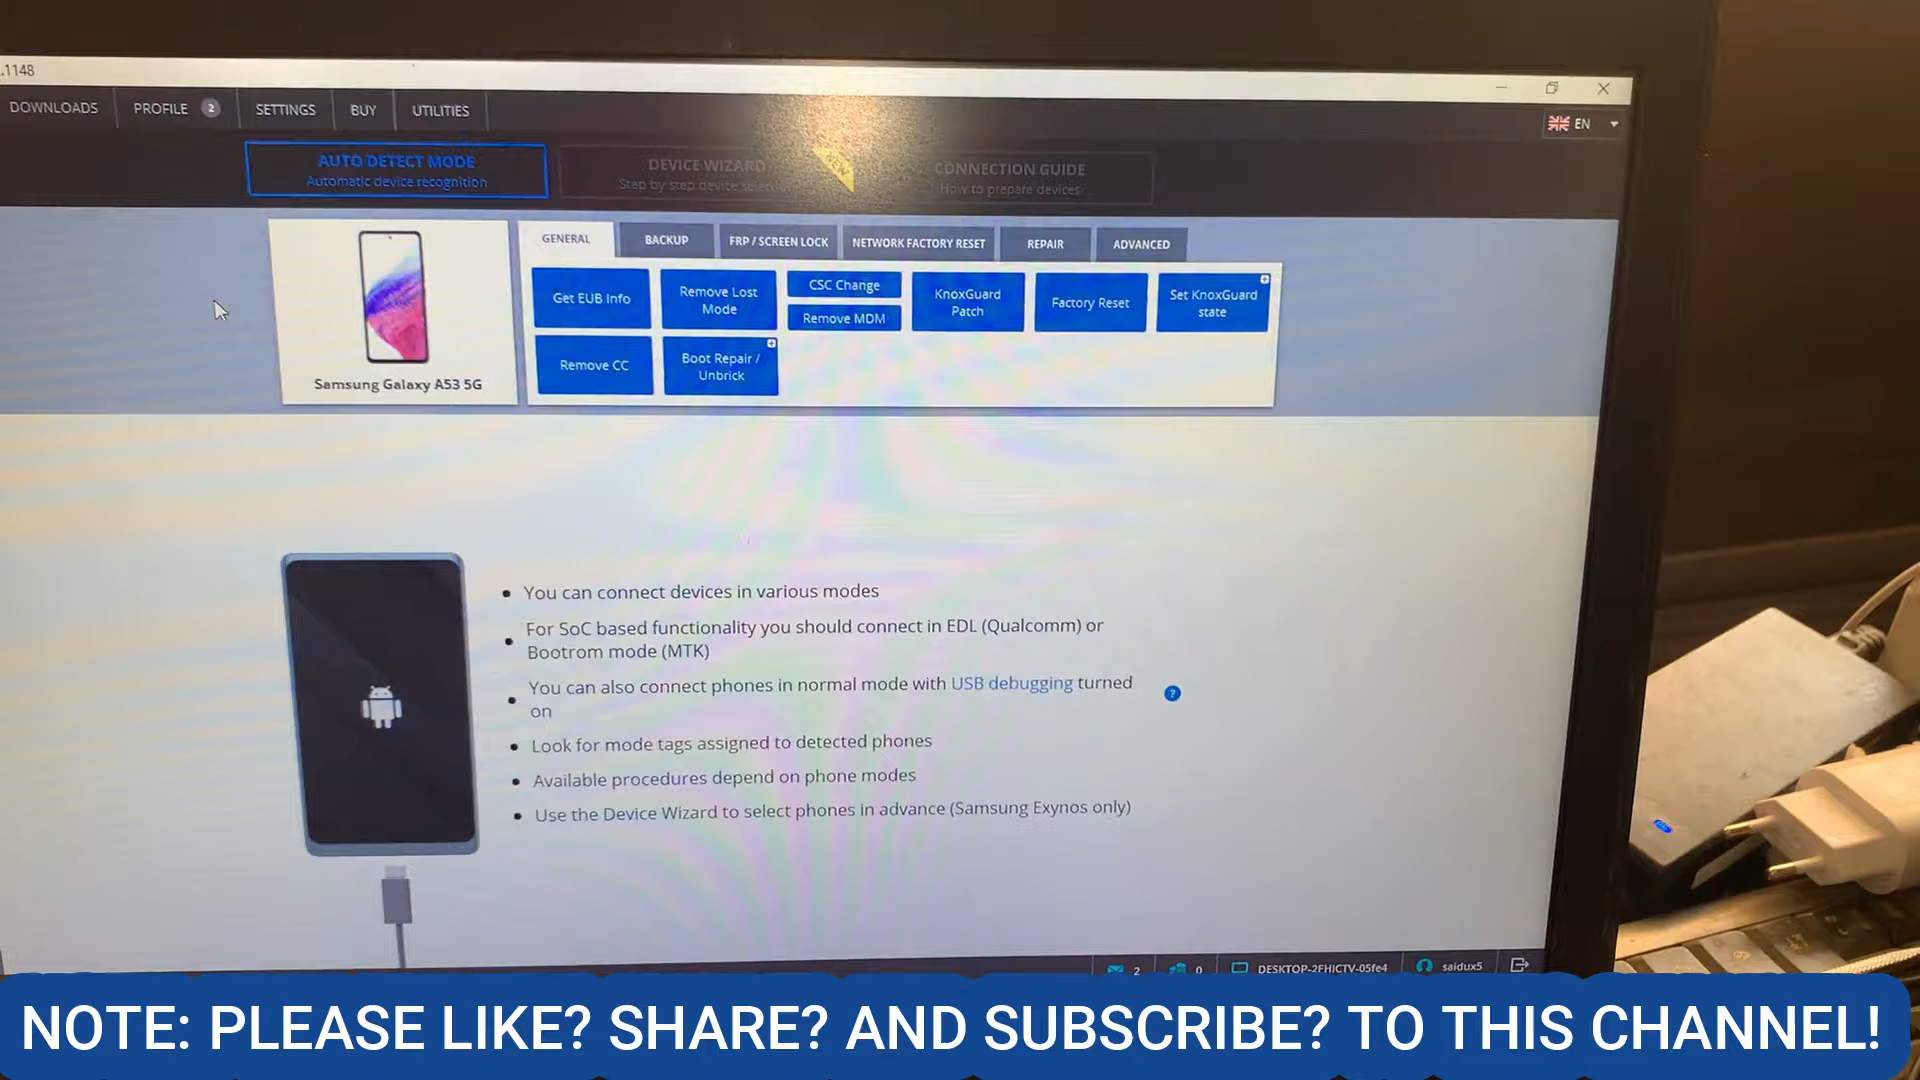 .1148
DOWNLOADS
PROFILE 2
SETTINGS
BUY
UTILITIES
EN
AUTO DETECT MODE
Automatic device recognition
DEVICE WIZARD
Step by step device
CONNECTION GUIDE
How to prepare devices
GENERAL
BACKUP
FRP / SCREEN LOCK
NETWORK FACTORY RESET
REPAIR
ADVANCED
Get EUB Info
Remove Lost
Mode
CSC Change
Remove MDM
KnoxGuard
Patch
Factory Reset
Set KnoxGuard
state
Remove CC
Boot Repair /
Unbrick
Samsung Galaxy A53 5G
• You can connect devices in various modes
• For SoC based functionality you should connect in EDL (Qualcomm) or
Bootrom mode (MTK)
• You can also connect phones in normal mode with USB debugging turned
on
?
• Look for mode tags assigned to detected phones
• Available procedures depend on phone modes
• Use the Device Wizard to select phones in advance (Samsung Exynos only)
2
0
DESKTOP-2FHICTV-05fe4
saidux5
NOTE: PLEASE LIKE? SHARE? AND SUBSCRIBE? TO THIS CHANNEL!